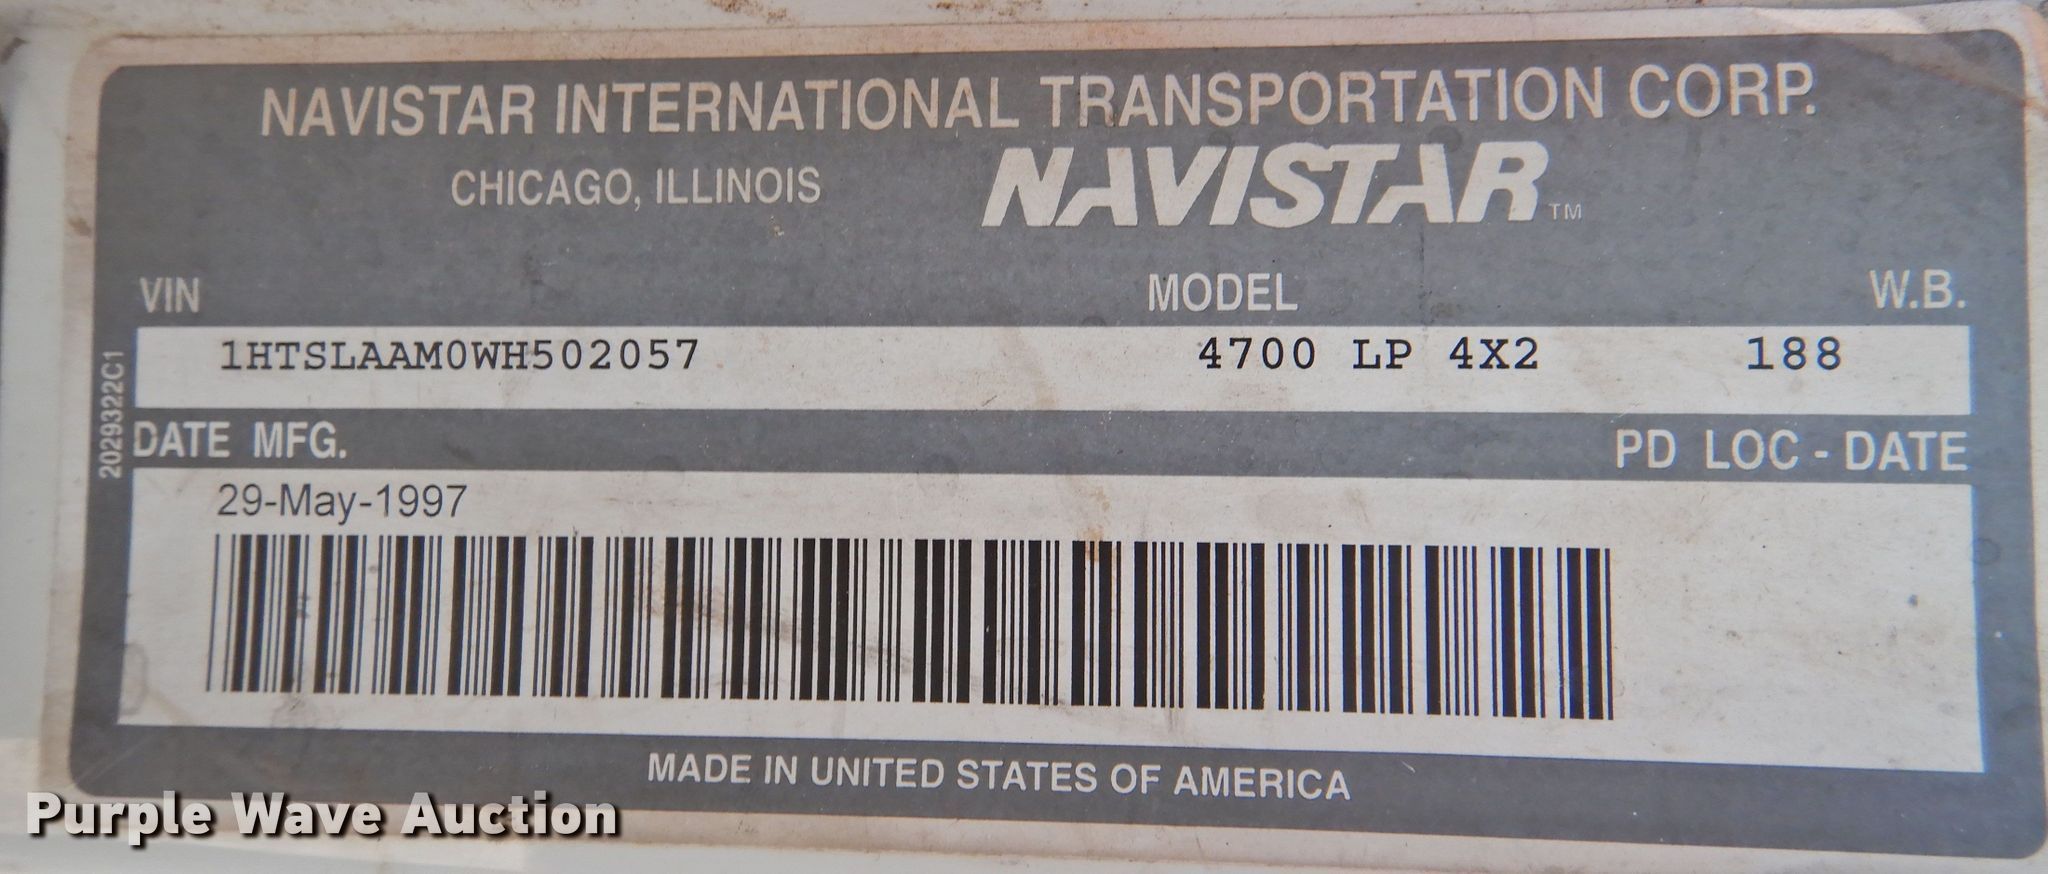 NAVISTAR INTERNATIONAL TRANSPORTATION CORP.
CHICAGO, ILLINOIS NAVISTAR™
VIN MODEL W.B.
1HTSLAAM0WH502057 4700 LP 4X2 188
2029322C1
DATE MFG. PD LOC - DATE
29-May-1997
MADE IN UNITED STATES OF AMERICA
Purple Wave Auction